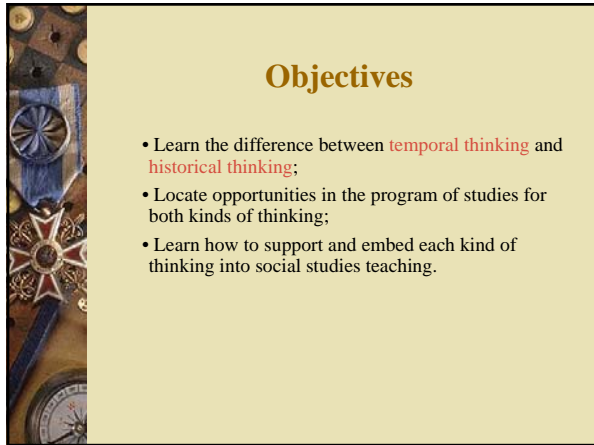 Objectives
• Learn the difference between temporal thinking and
historical thinking;
• Locate opportunities in the program of studies for
both kinds of thinking;
• Learn how to support and embed each kind of
thinking into social studies teaching.